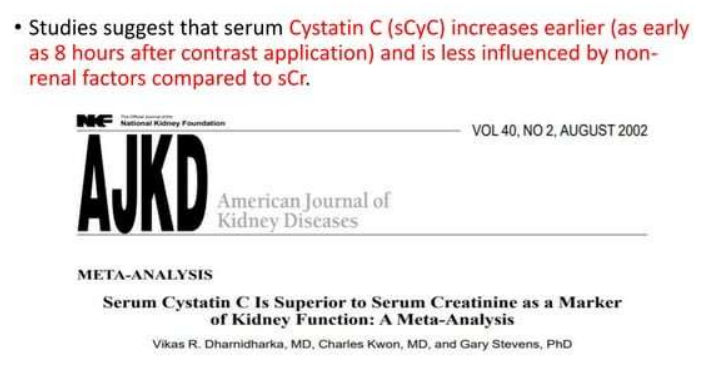 • Studies suggest that serum Cystatin C (sCyC) increases earlier (as early
as 8 hours after contrast application) and is less influenced by non-
renal factors compared to sCr.
NKF
The Official Journal of the
National Kidney Foundation
VOL 40, NO 2, AUGUST 2002
AJKD
American Journal of
Kidney Diseases
META-ANALYSIS
Serum Cystatin C Is Superior to Serum Creatinine as a Marker
of Kidney Function: A Meta-Analysis
Vikas R. Dharnidharka, MD, Charles Kwon, MD, and Gary Stevens, PhD